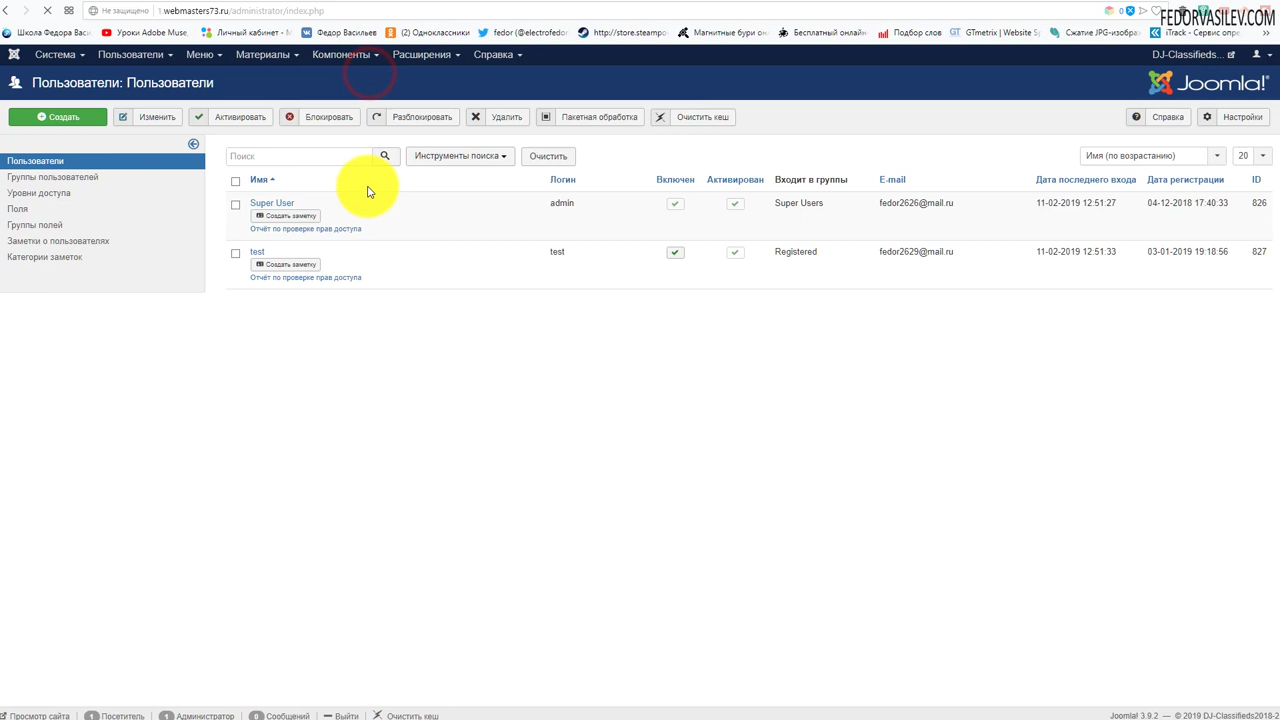 Не защищено 1.webmasters73.ru/administrator/index.php 0
FEDORVASILEV.COM
Школа Федора Васи Уроки Adobe Muse, Личный кабинет - М Федор Васильев (2) Одноклассники fedor (@electrofedor http://store.steampo Магнитные бури он Бесплатный онлайн Подбор слов GTmetrix | Website S Сжатие JPG-изображ iTrack - Сервис опер
Система Пользователи Меню Материалы Компоненты Расширения Справка DJ-Classifieds...
Пользователи: Пользователи Joomla!®
Создать Изменить Активировать Блокировать Разблокировать Удалить Пакетная обработка Очистить кеш Справка Настройки
Поиск Инструменты поиска Очистить Имя (по возрастанию) 20
Пользователи
Группы пользователей
Уровни доступа
Поля
Группы полей
Заметки о пользователях
Категории заметок
Имя Логин Включен Активирован Входит в группы E-mail Дата последнего входа Дата регистрации ID
Super User admin Super Users fedor2626@mail.ru 11-02-2019 12:51:27 04-12-2018 17:40:33 826
Создать заметку
Отчёт по проверке прав доступа
test test Registered fedor2629@mail.ru 11-02-2019 12:51:33 03-01-2019 19:18:56 827
Создать заметку
Отчёт по проверке прав доступа
Просмотр сайта 1 Посетитель 1 Администратор 0 Сообщений Выйти Очистить кеш Joomla! 3.9.2 — © 2019 DJ-Classifieds2018-2